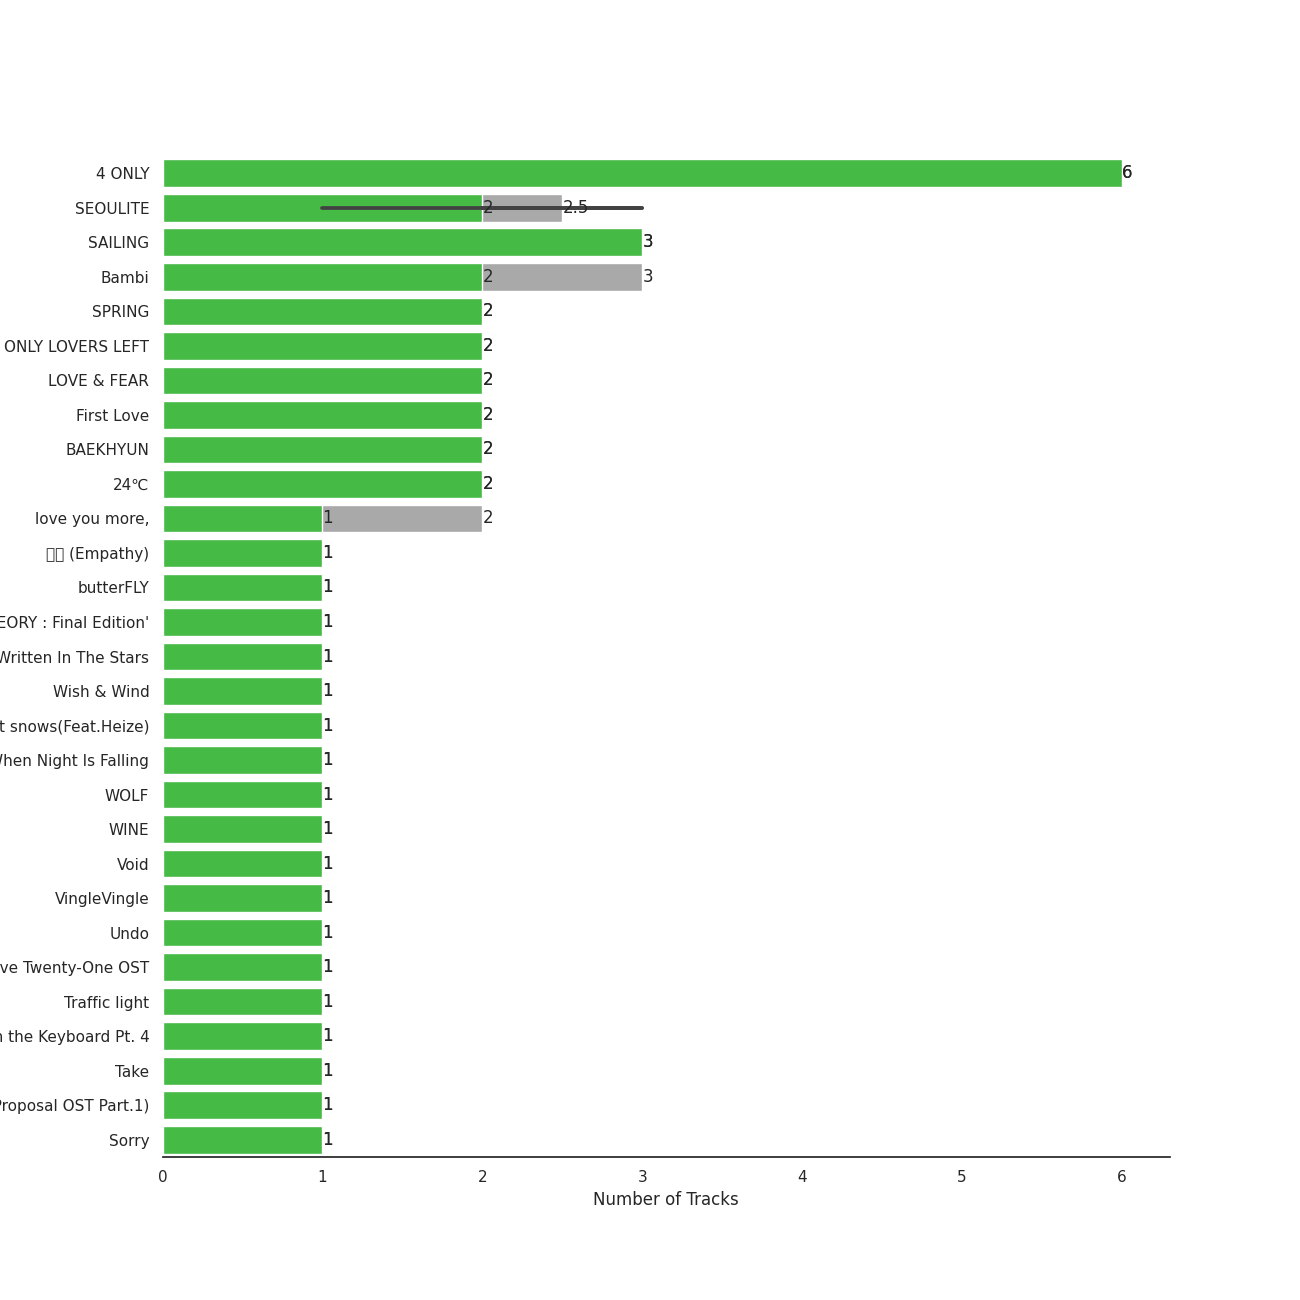 4 ONLY 6
SEOULITE 2 2.5
SAILING 3
Bambi 2 3
SPRING 2
ONLY LOVERS LEFT 2
LOVE & FEAR 2
First Love 2
BAEKHYUN 2
24℃ 2
love you more, 1 2
(Empathy) 1
butterFLY 1
: Final Edition' 1
Written In The Stars 1
Wish & Wind 1
snows(Feat.Heize) 1
When Night Is Falling 1
WOLF 1
WINE 1
Void 1
VingleVingle 1
Undo 1
Twenty-One OST 1
Traffic light 1
the Keyboard Pt. 4 1
Take 1
Proposal OST Part.1) 1
Sorry 1
0 1 2 3 4 5 6
Number of Tracks